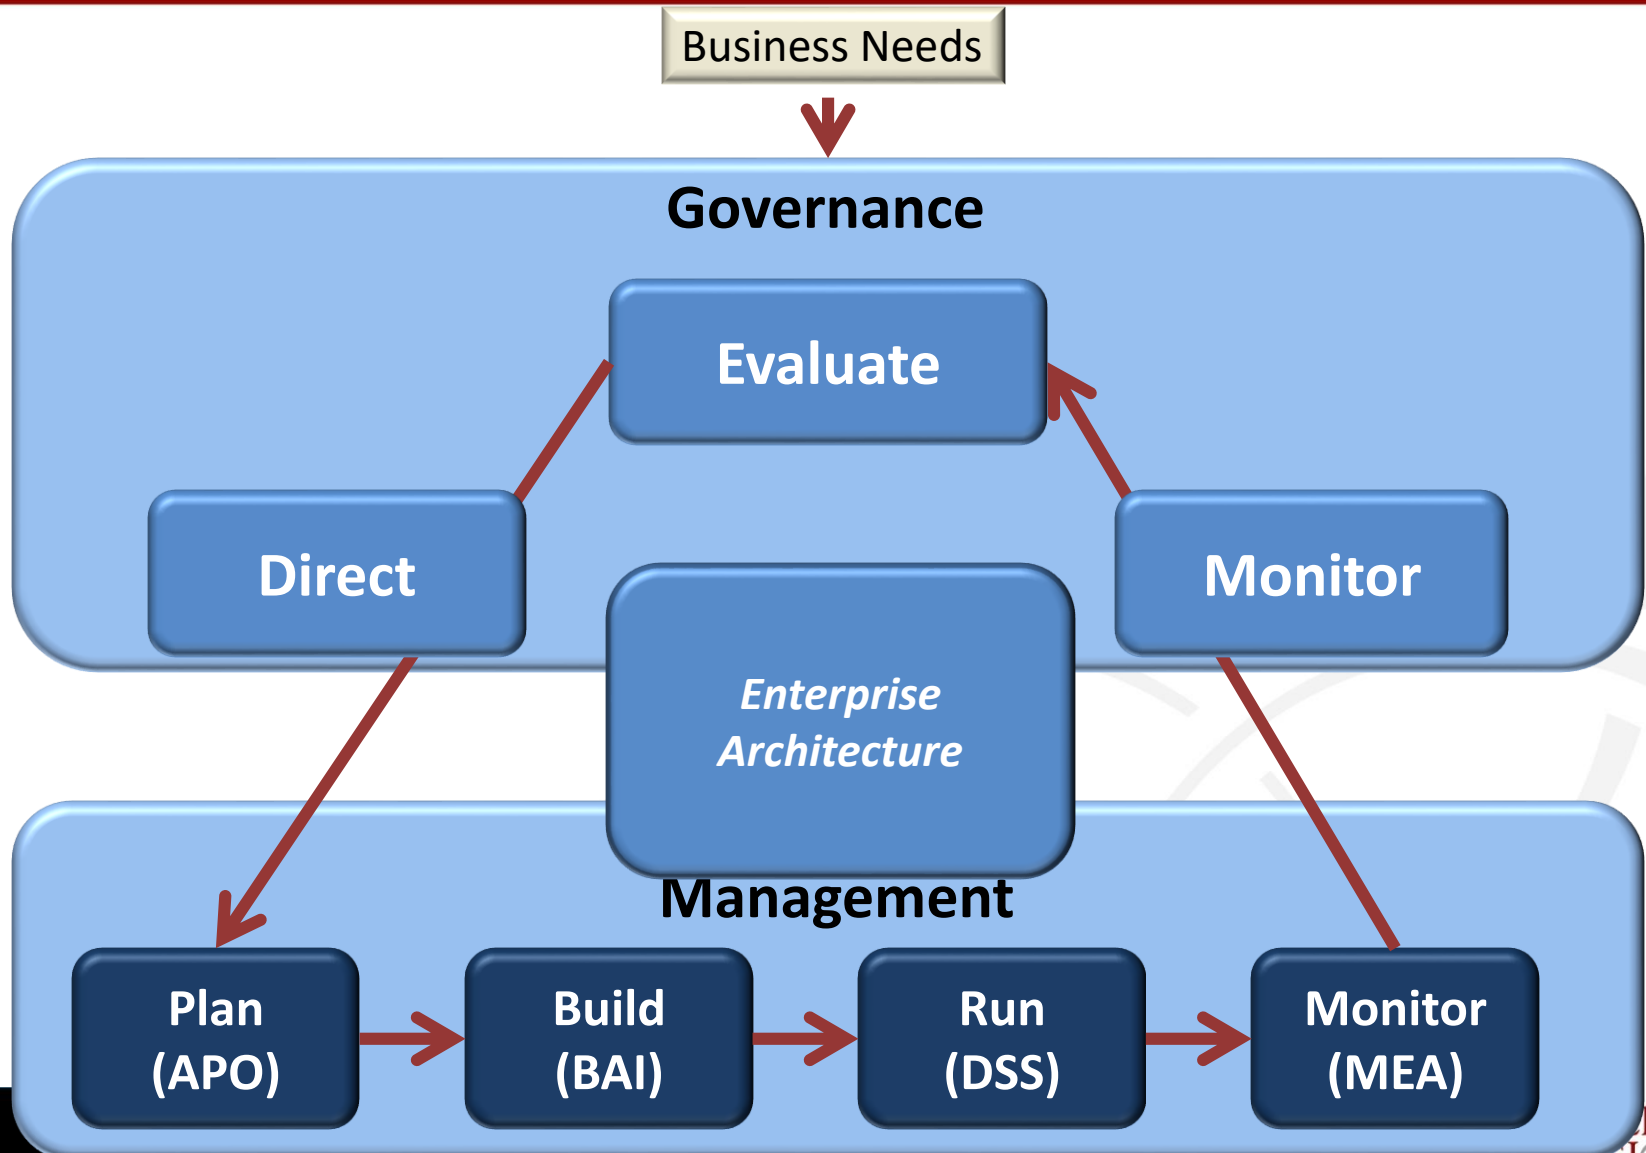 Business Needs
Governance
Evaluate
Direct
Monitor
Enterprise
Architecture
Management
Plan
(APO)
Build
(BAI)
Run
(DSS)
Monitor
(MEA)